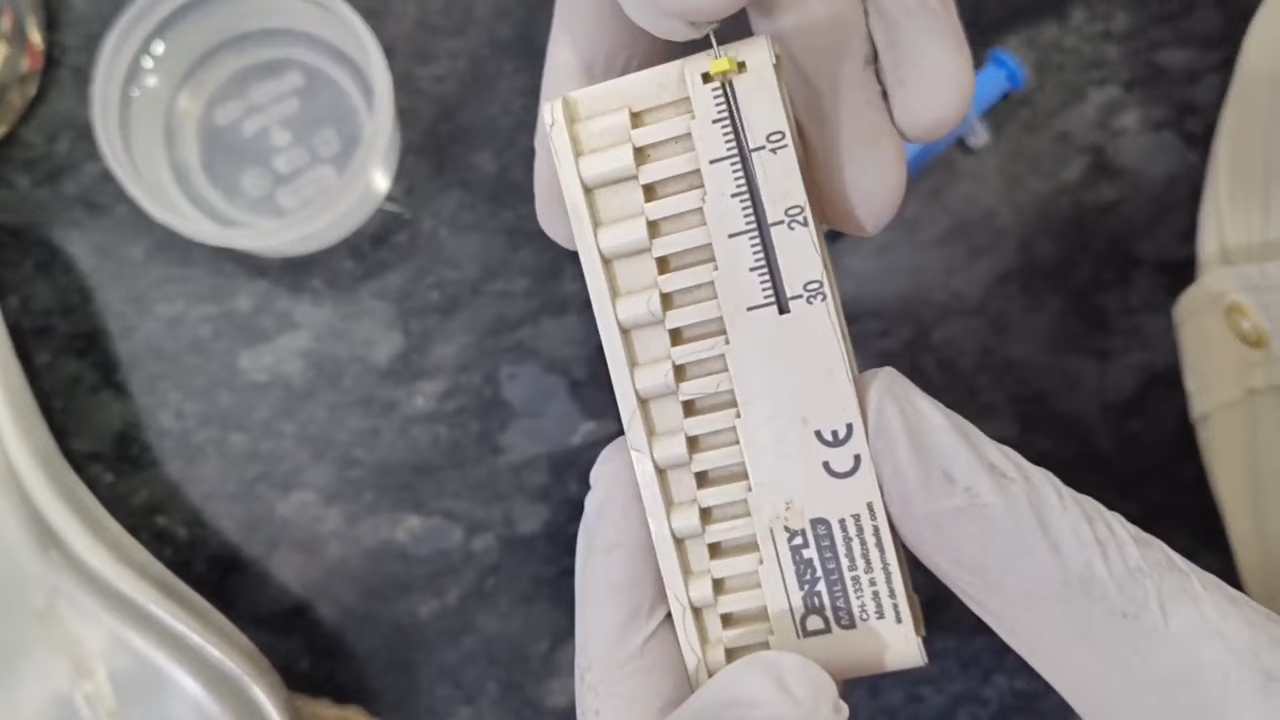 10
20
30
CE
DENTSPLY
MAILLEFER
CH-1338 Ballaigues
Made in Switzerland
www.dentsplymaillefer.com